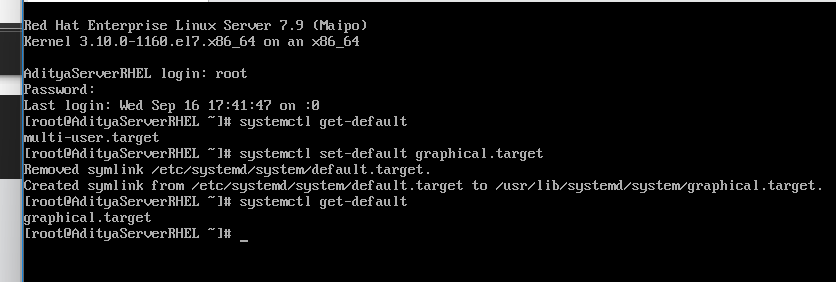 Red Hat Enterprise Linux Server 7.9 (Maipo)
Kernel 3.10.0-1160.el7.x86_64 on an x86_64
AdityaServerRHEL login: root
Password:
Last login: Wed Sep 16 17:41:47 on :0
[root@AdityaServerRHEL ~]# systemctl get-default
multi-user.target
[root@AdityaServerRHEL ~]# systemctl set-default graphical.target
Removed symlink /etc/systemd/system/default.target.
Created symlink from /etc/systemd/system/default.target to /usr/lib/systemd/system/graphical.target.
[root@AdityaServerRHEL ~]# systemctl get-default
graphical.target
[root@AdityaServerRHEL ~]# _